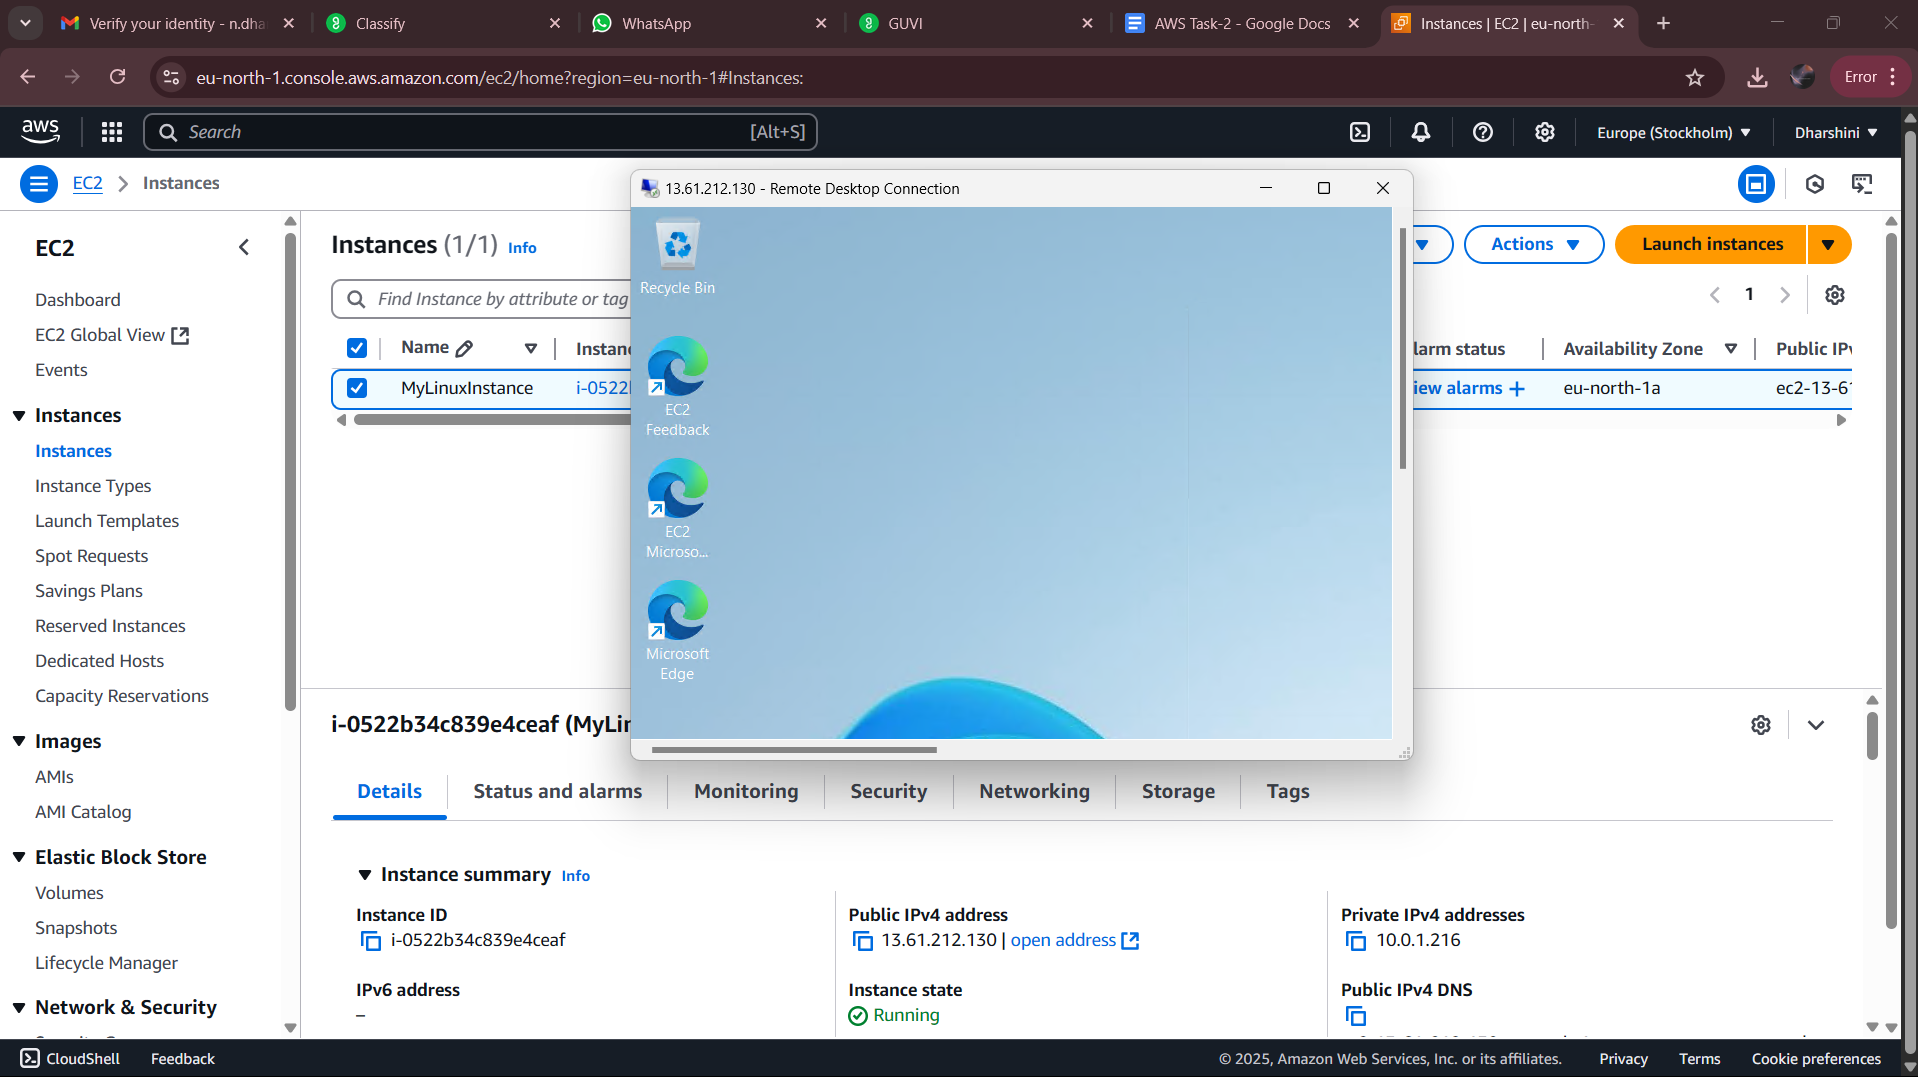 Verify your identity - n.dha
Classify
WhatsApp
GUVI
AWS Task-2 - Google Docs
Instances | EC2 | eu-north-
eu-north-1.console.aws.amazon.com/ec2/home?region=eu-north-1#Instances:
Error
aws
Search
[Alt+S]
Europe (Stockholm)
Dharshini
EC2
Instances
13.61.212.130 - Remote Desktop Connection
Recycle Bin
EC2
Feedback
EC2
Microso...
Microsoft
Edge
EC2
Dashboard
EC2 Global View
Events
Instances
Instances
Instance Types
Launch Templates
Spot Requests
Savings Plans
Reserved Instances
Dedicated Hosts
Capacity Reservations
Images
AMIs
AMI Catalog
Elastic Block Store
Volumes
Snapshots
Lifecycle Manager
Network & Security
Instances (1/1) Info
Actions
Launch instances
Find Instance by attribute or tag
1
Name
Instanc
larm status
Availability Zone
Public IPv
MyLinuxInstance
i-0522
iew alarms +
eu-north-1a
ec2-13-61
i-0522b34c839e4ceaf (MyLin
Details
Status and alarms
Monitoring
Security
Networking
Storage
Tags
Instance summary Info
Instance ID
i-0522b34c839e4ceaf
Public IPv4 address
13.61.212.130 | open address
Private IPv4 addresses
10.0.1.216
IPv6 address
–
Instance state
Running
Public IPv4 DNS
CloudShell
Feedback
© 2025, Amazon Web Services, Inc. or its affiliates.
Privacy
Terms
Cookie preferences